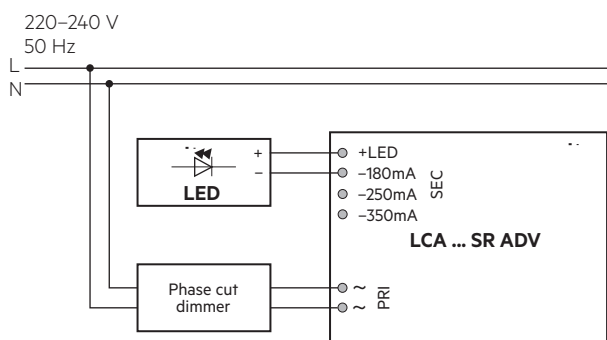 220–240 V
50 Hz
L
N
+
–
LED
+LED
–180mA
–250mA
–350mA
SEC
LCA ... SR ADV
Phase cut
dimmer
~
~
PRI